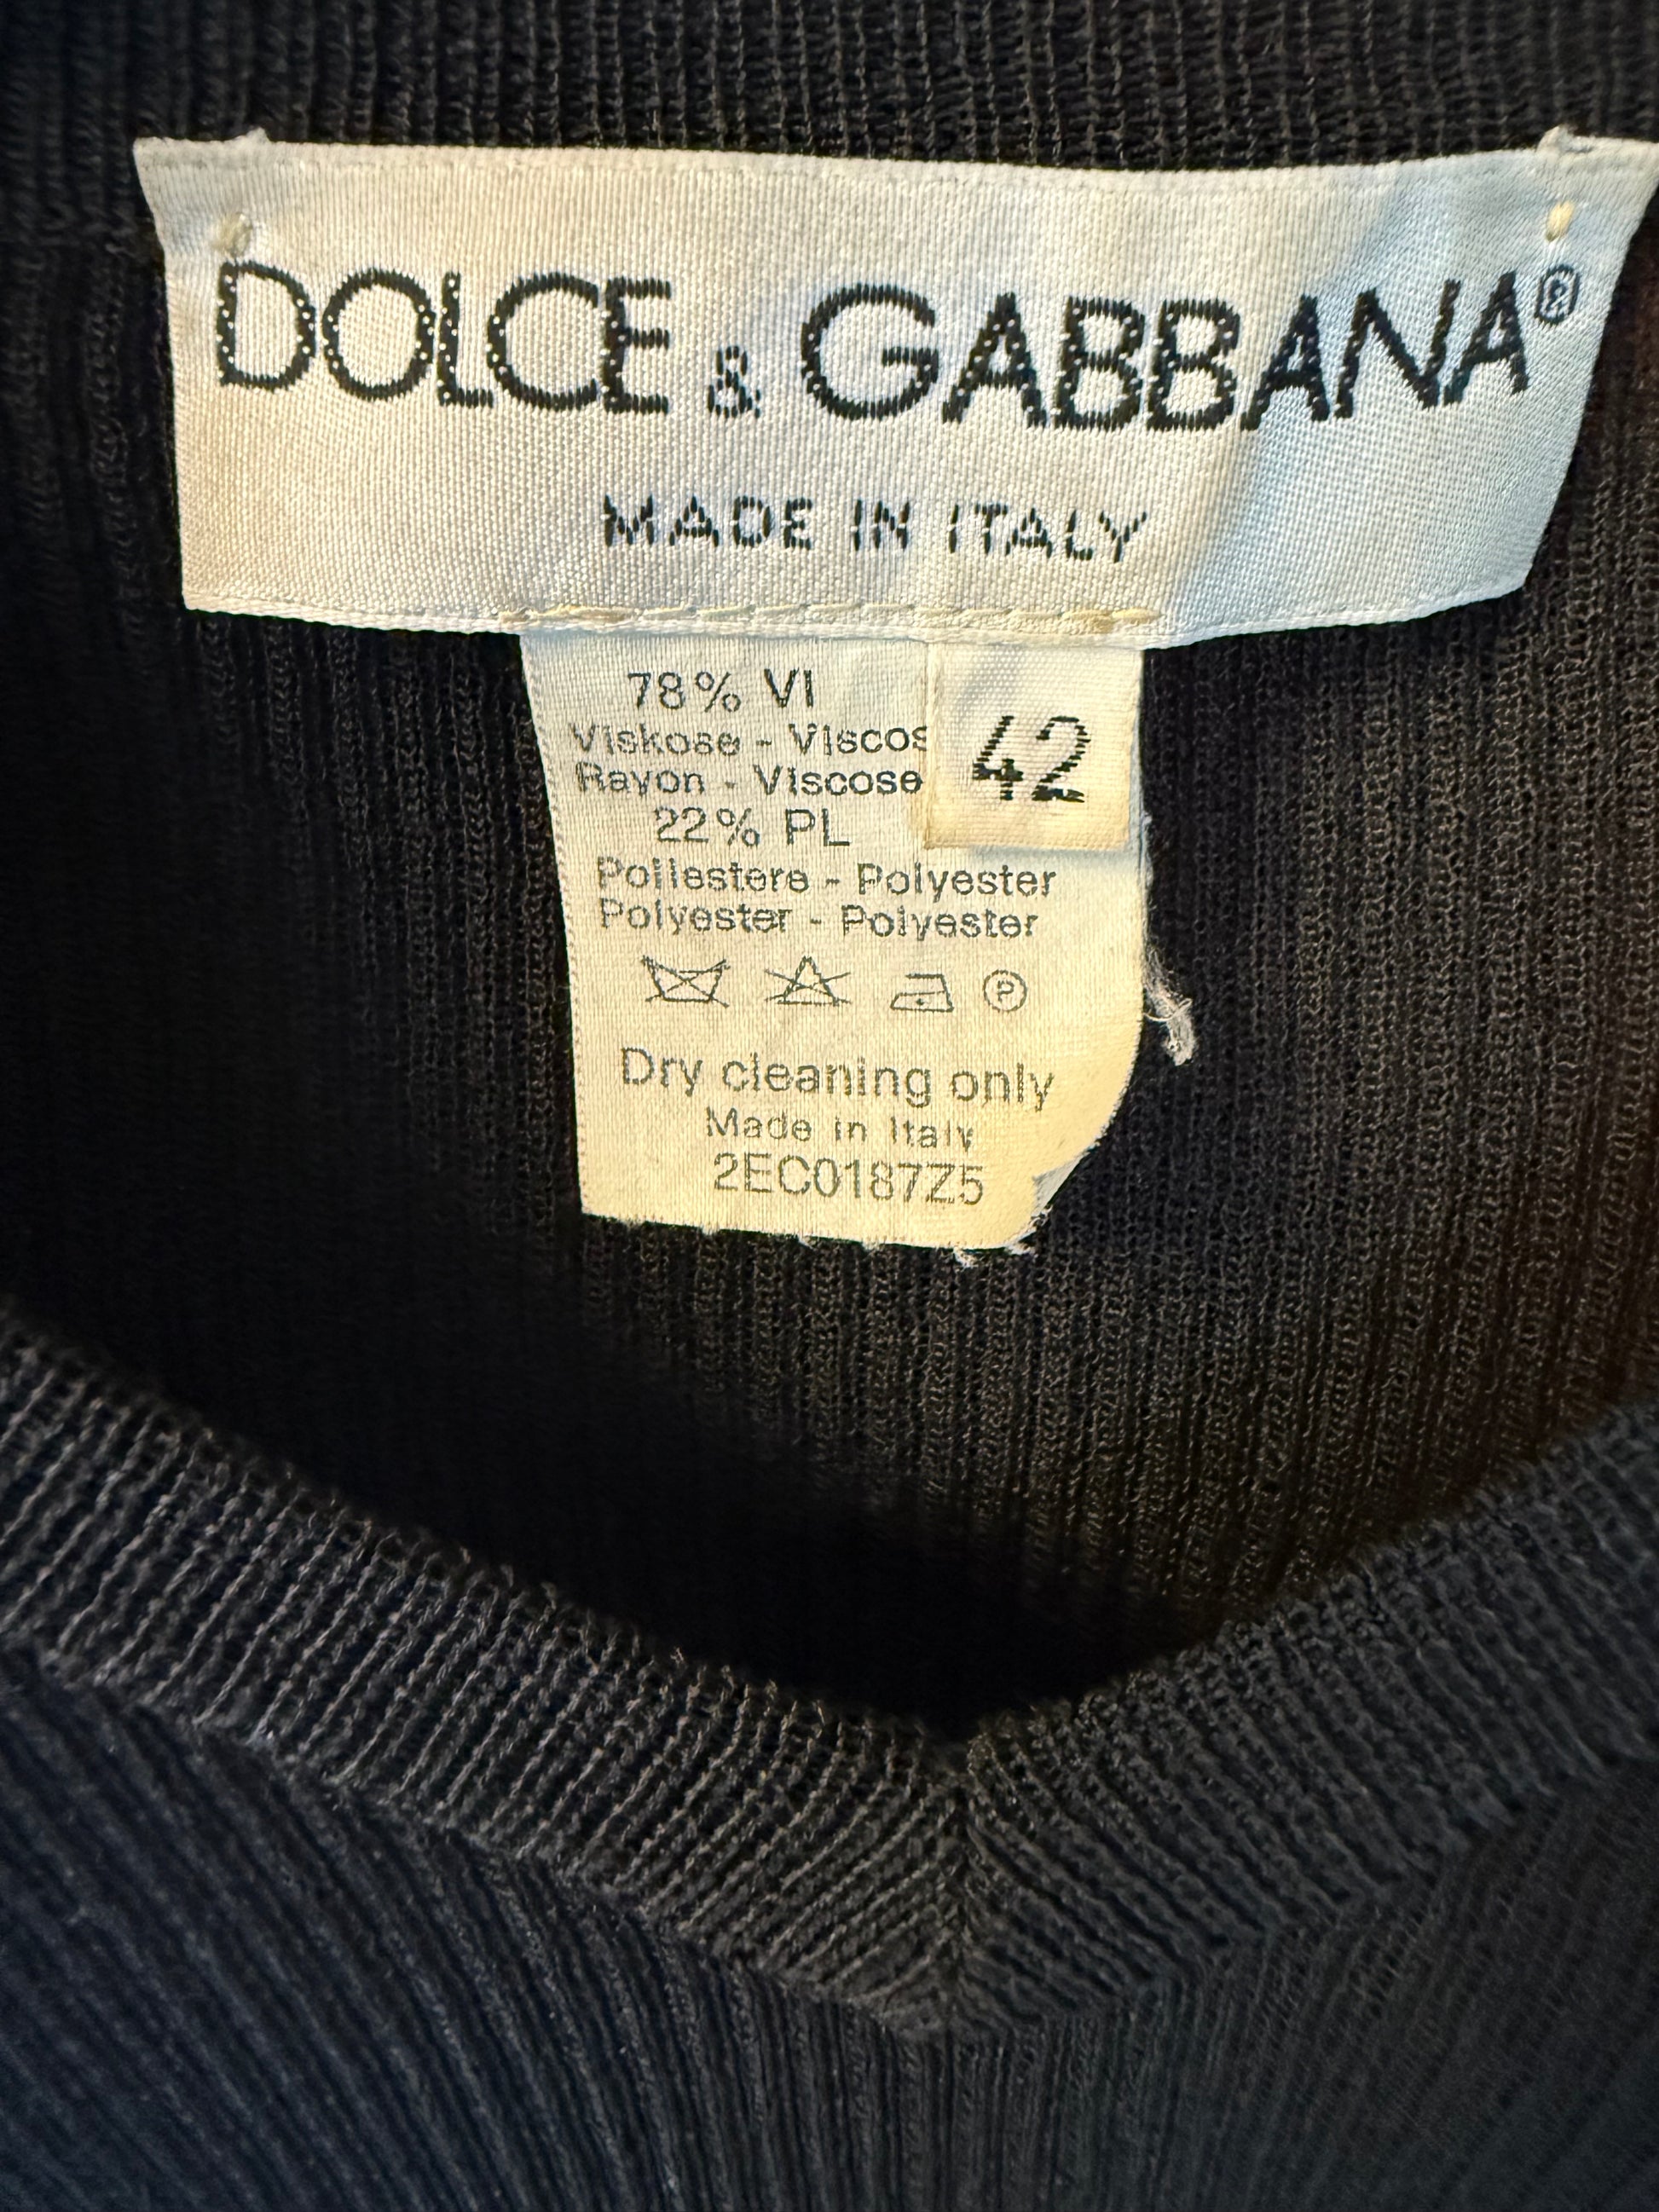 DOLCE & GABBANA®
MADE IN ITALY
78% VI
42
Viskose - Viscos
Rayon - Viscose
22% PL
Poliestere - Polyester
Polyester - Polyester
P
Dry cleaning only
Made in Italy
2EC0187Z5